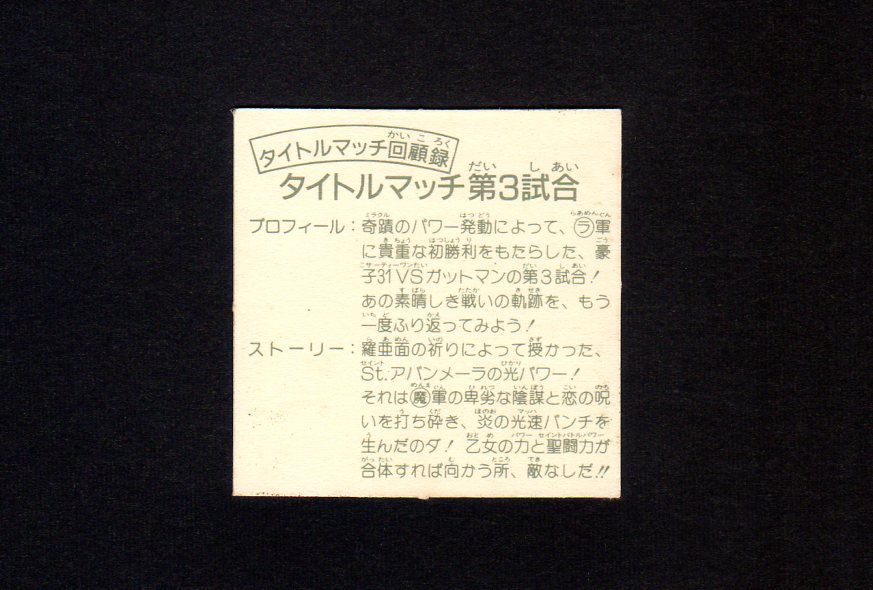 タイトルマッチ回顧録
タイトルマッチ第3試合
プロフィール：奇蹟のパワー発動によって、㋶軍
に貴重な初勝利をもたらした、豪
子31VSガットマンの第3試合！
あの素晴しき戦いの軌跡を、もう
一度ふり返ってみよう！
ストーリー：羅亜面の祈りによって授かった、
St.アバンメーラの光パワー！
それは魔軍の卑劣な陰謀と恋の呪
いを打ち砕き、炎の光速パンチを
生んだのダ！乙女の力と聖闘力が
合体すれば向かう所、敵なしだ!!